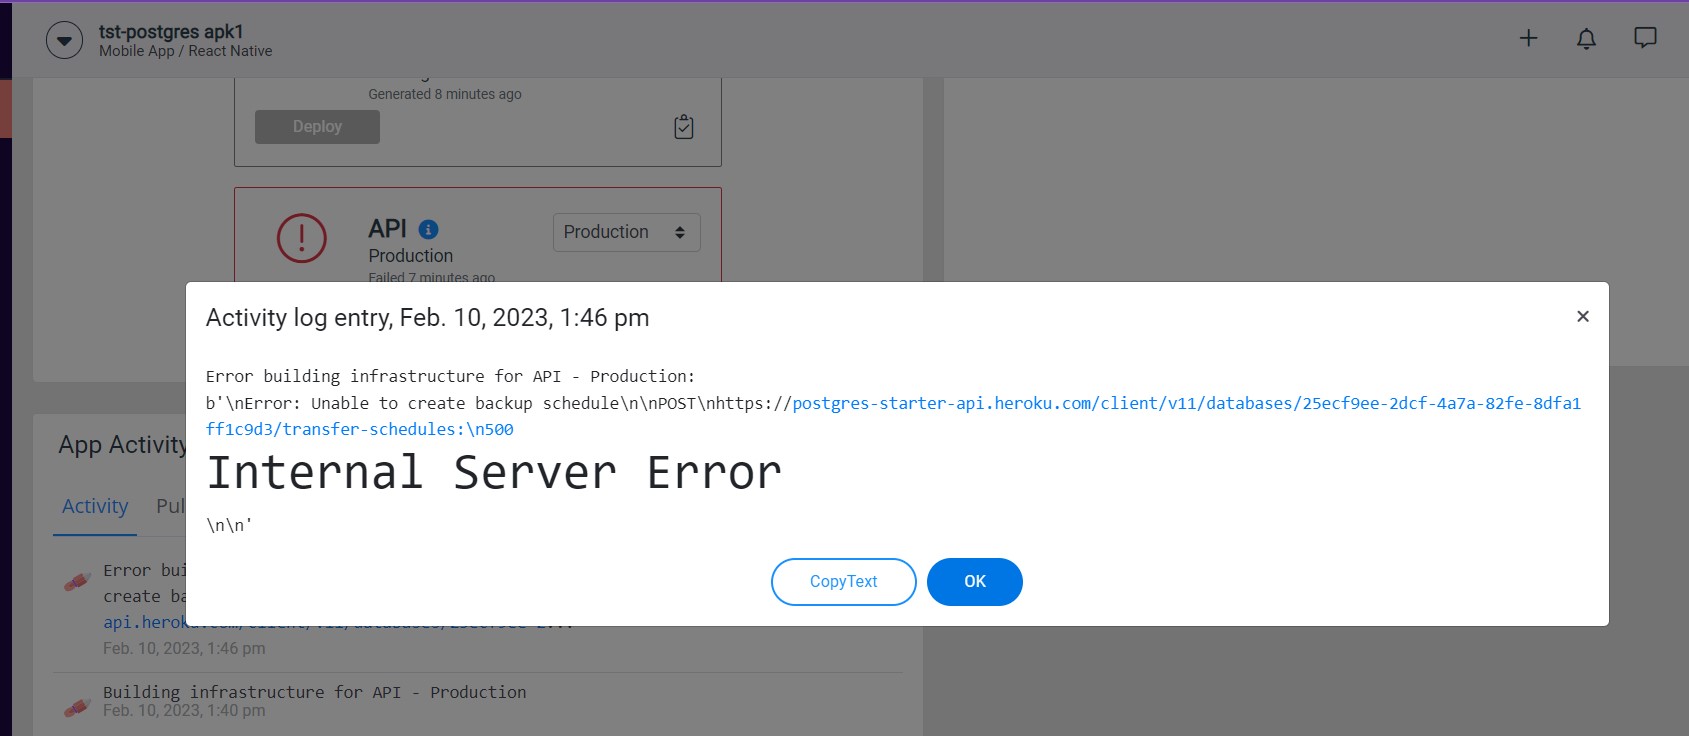 tst-postgres apk1
Mobile App / React Native
Generated 8 minutes ago
Deploy
API
Production
Production
Failed 7 minutes ago
Activity log entry, Feb. 10, 2023, 1:46 pm
×
Error building infrastructure for API - Production:
b'\nError: Unable to create backup schedule\n\nPOST\nhttps://postgres-starter-api.heroku.com/client/v11/databases/25ecf9ee-2dcf-4a7a-82fe-8dfa1
ff1c9d3/transfer-schedules:\n500
Internal Server Error
\n\n'
CopyText
OK
App Activity
Activity
Pul
Error bui
create ba
Feb. 10, 2023, 1:46 pm
Building infrastructure for API - Production
Feb. 10, 2023, 1:40 pm